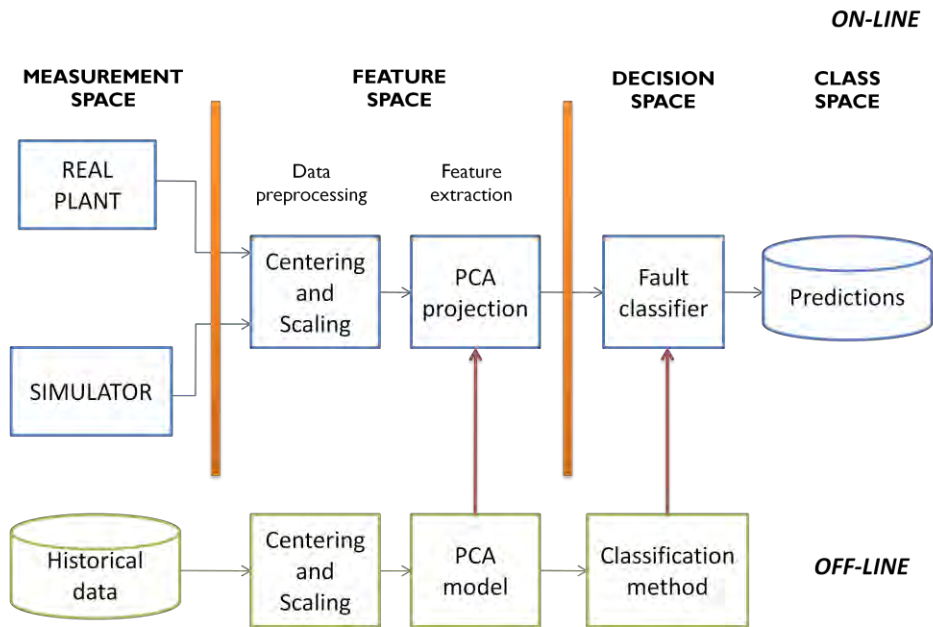 ON-LINE
MEASUREMENT
SPACE
FEATURE
SPACE
DECISION
SPACE
CLASS
SPACE
REAL
PLANT
Data
preprocessing
Feature
extraction
Centering
and
Scaling
PCA
projection
Fault
classifier
Predictions
SIMULATOR
Historical
data
Centering
and
Scaling
PCA
model
Classification
method
OFF-LINE